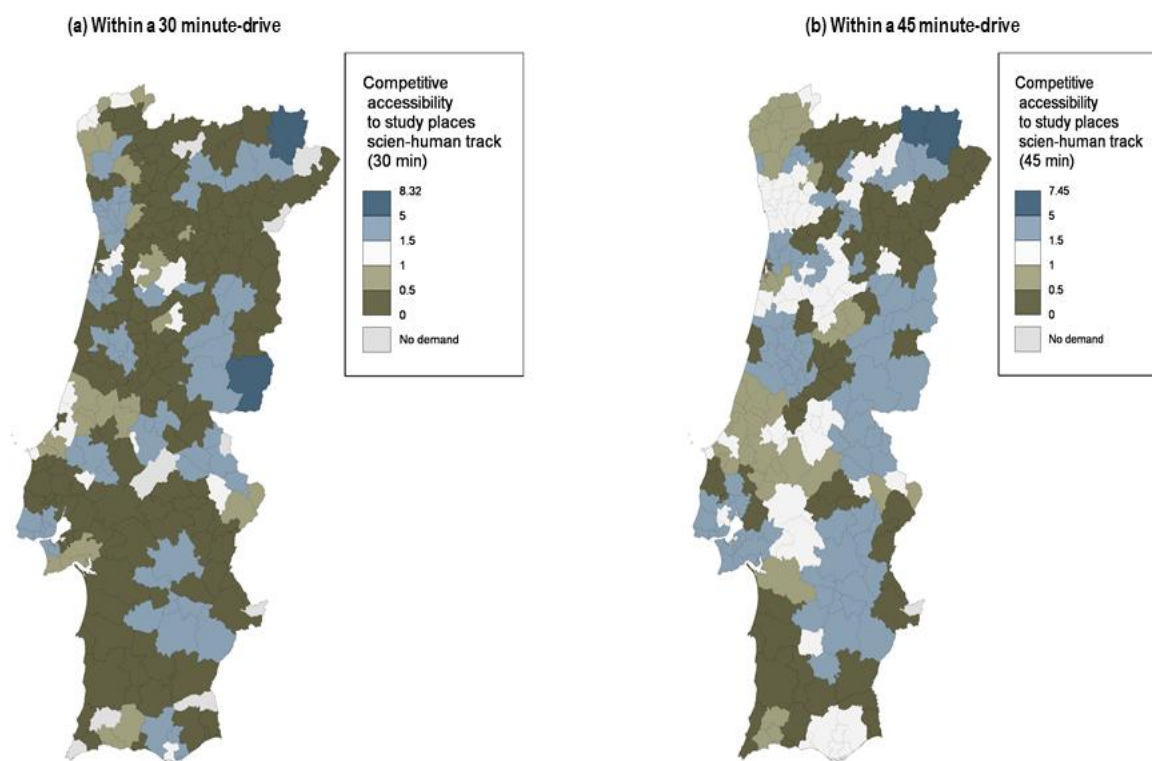 (a) Within a 30 minute-drive
Competitive
accessibility
to study places
scien-human track
(30 min)
8.32
5
1.5
1
0.5
0
No demand
(b) Within a 45 minute-drive
Competitive
accessibility
to study places
scien-human track
(45 min)
7.45
5
1.5
1
0.5
0
No demand